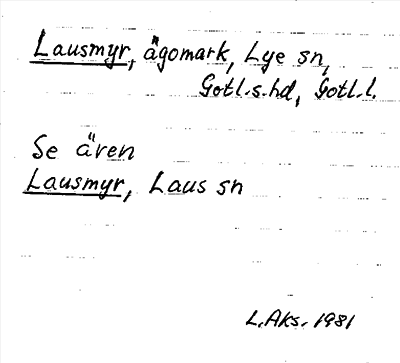 Lausmyr, ägomark, Lye sn,
Gotl.s.hd, Gotl.l.
Se även
Lausmyr, Laus sn
L.Aks. 1981